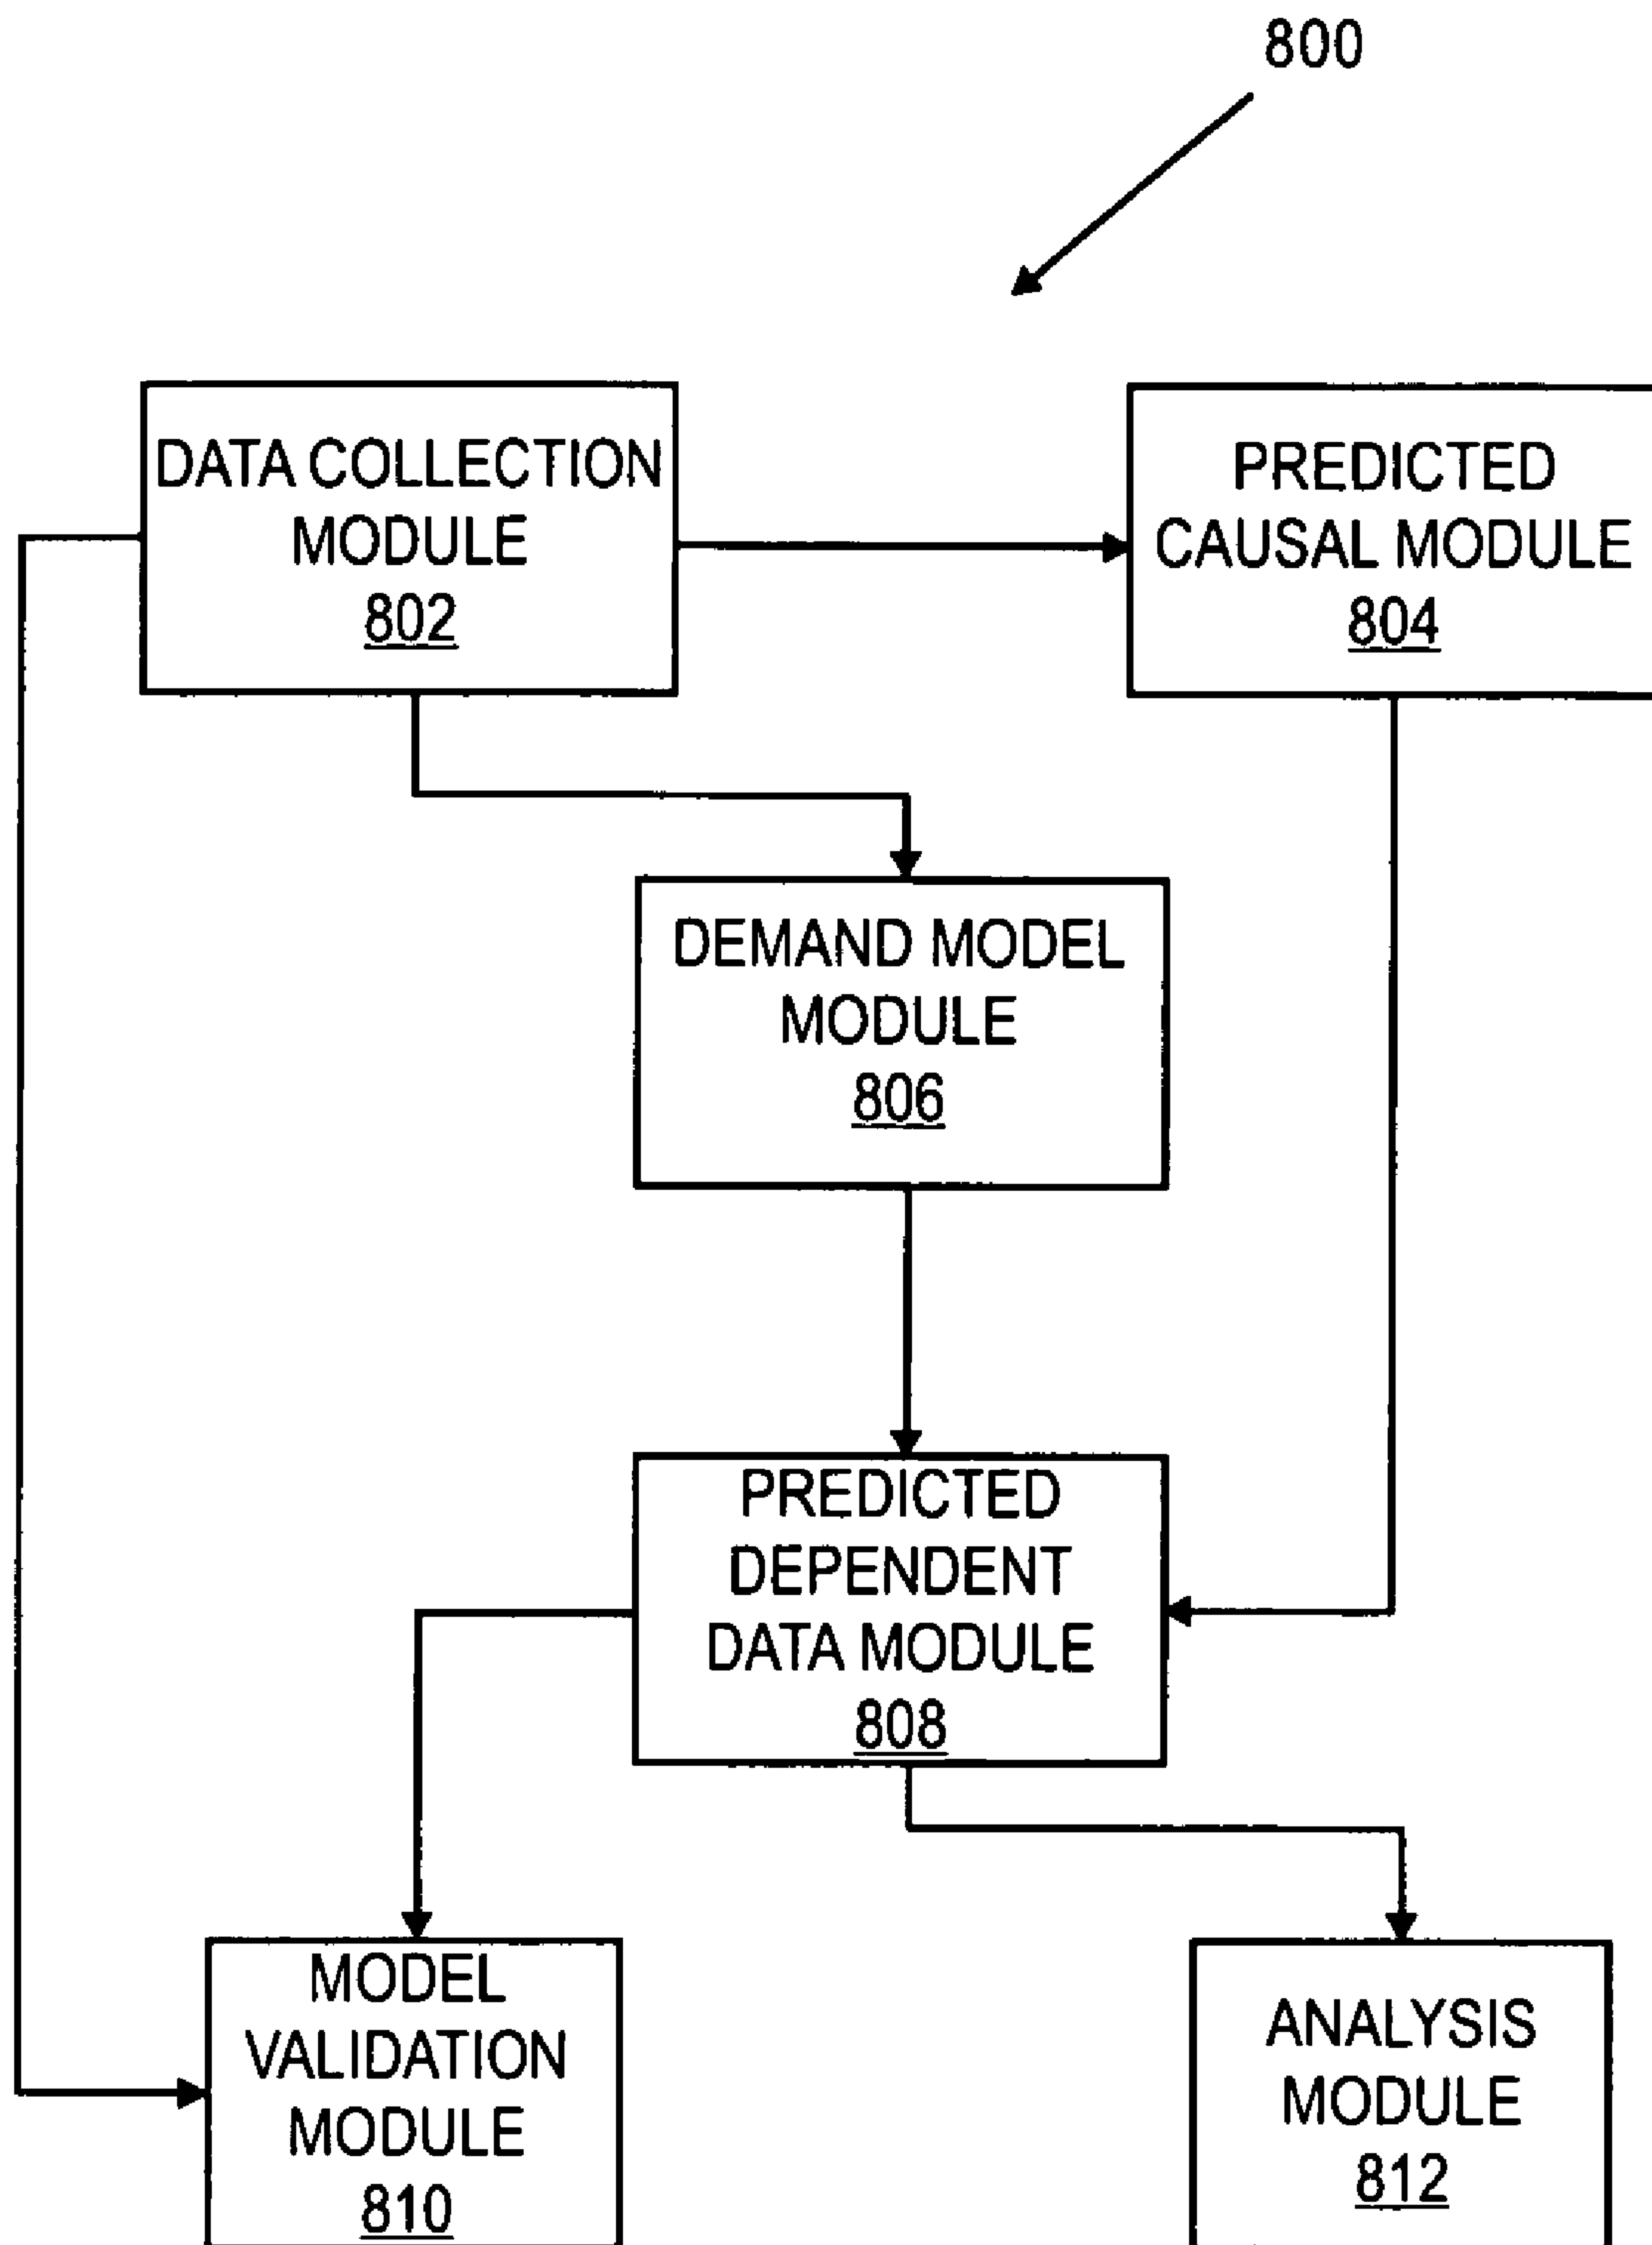 800
DATA COLLECTION
MODULE
802
PREDICTED
CAUSAL MODULE
804
DEMAND MODEL
MODULE
806
PREDICTED
DEPENDENT
DATA MODULE
808
MODEL
VALIDATION
MODULE
810
ANALYSIS
MODULE
812